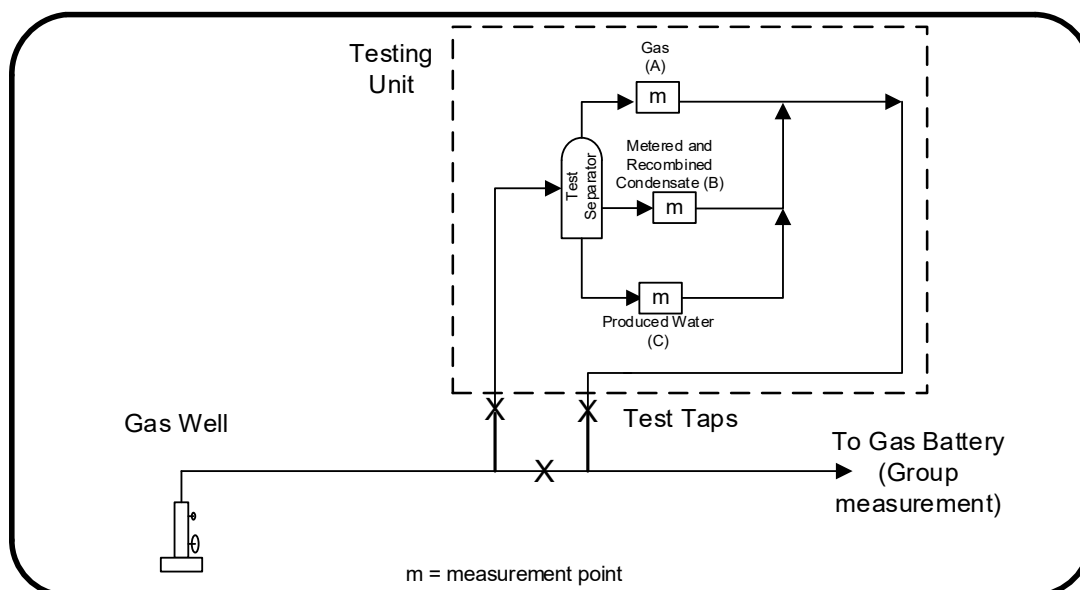 Testing
Unit
Gas
(A)
m
Metered and
Recombined
Condensate (B)
m
Test
Separator
m
Produced Water
(C)
X
X
Test Taps
Gas Well
X
To Gas Battery
(Group
measurement)
m = measurement point